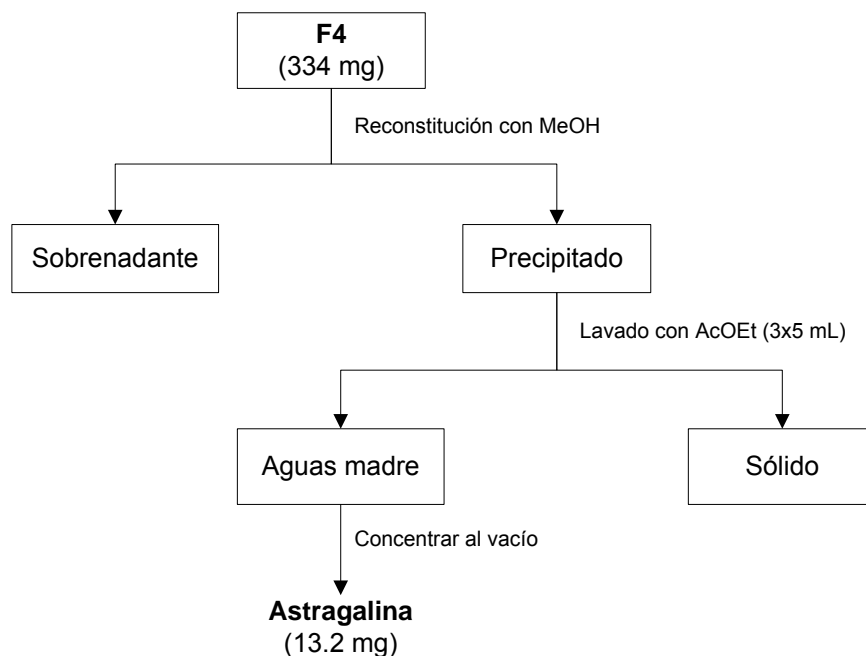 F4
(334 mg)
Reconstitución con MeOH
Sobrenadante
Precipitado
Lavado con AcOEt (3x5 mL)
Aguas madre
Sólido
Concentrar al vacío
Astragalina
(13.2 mg)